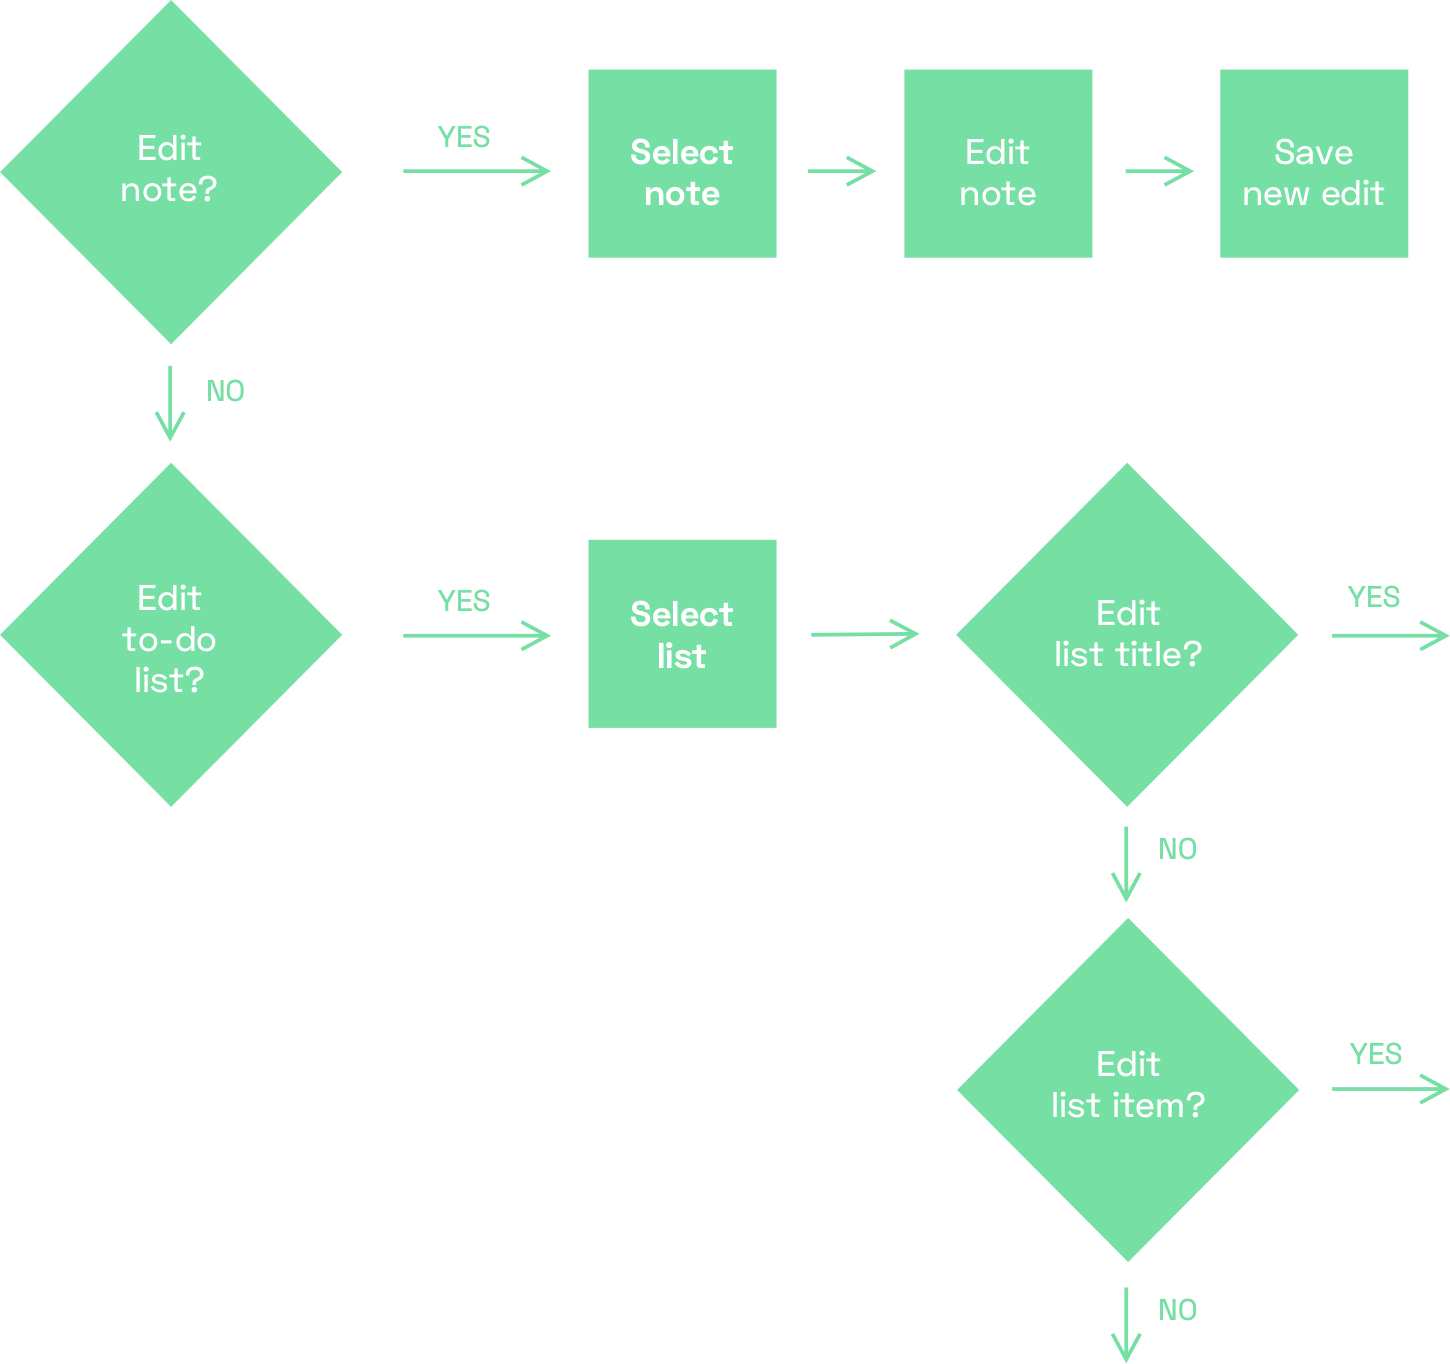 Edit
note?
YES
Select
note
Edit
note
Save
new edit
NO
Edit
to-do
list?
YES
Select
list
Edit
list title?
YES
NO
Edit
list item?
YES
NO